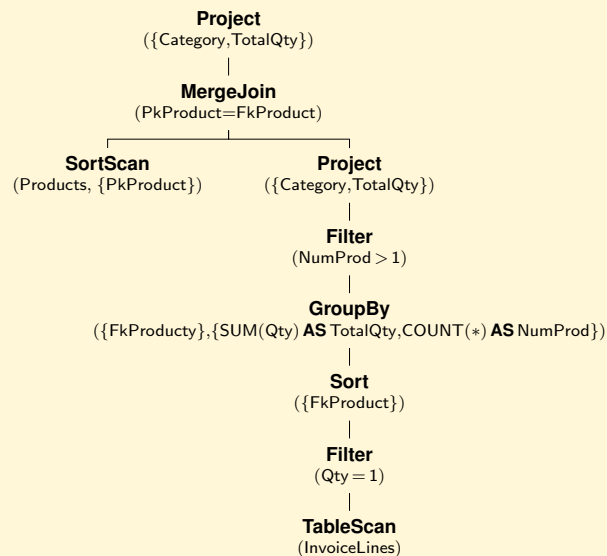 Project
({Category,TotalQty})
MergeJoin
(PkProduct=FkProduct)
SortScan
(Products, {PkProduct})
Project
({Category,TotalQty})
Filter
(NumProd > 1)
GroupBy
({FkProducty},{SUM(Qty) AS TotalQty,COUNT(*) AS NumProd})
Sort
({FkProduct})
Filter
(Qty = 1)
TableScan
(InvoiceLines)